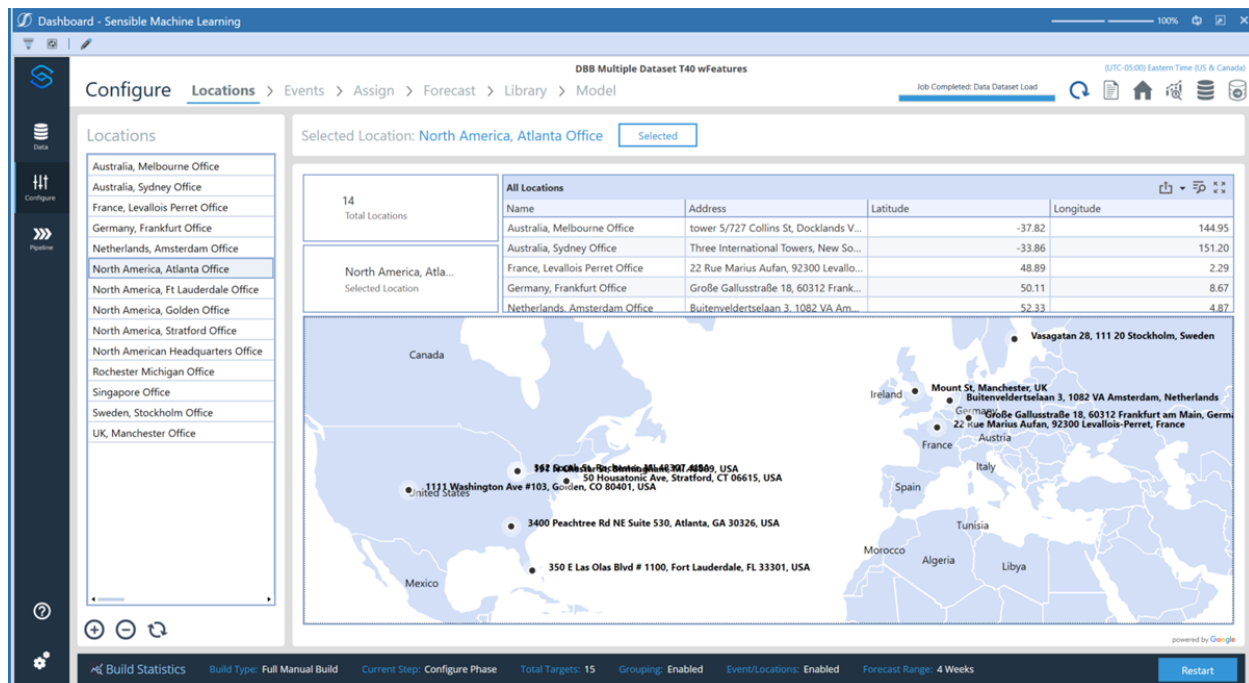 Dashboard - Sensible Machine Learning
100%
DBB Multiple Dataset T40 wFeatures
(UTC-05:00) Eastern Time (US & Canada)
Configure Locations > Events > Assign > Forecast > Library > Model
Job Completed: Data Dataset Load
Data
Configure
Pipeline
Locations
Australia, Melbourne Office
Australia, Sydney Office
France, Levallois Perret Office
Germany, Frankfurt Office
Netherlands, Amsterdam Office
North America, Atlanta Office
North America, Ft Lauderdale Office
North America, Golden Office
North America, Stratford Office
North American Headquarters Office
Rochester Michigan Office
Singapore Office
Sweden, Stockholm Office
UK, Manchester Office
Selected Location: North America, Atlanta Office Selected
14
Total Locations
North America, Atla...
Selected Location
All Locations
Name Address Latitude Longitude
Australia, Melbourne Office tower 5/727 Collins St, Docklands V... -37.82 144.95
Australia, Sydney Office Three International Towers, New So... -33.86 151.20
France, Levallois Perret Office 22 Rue Marius Aufan, 92300 Levallo... 48.89 2.29
Germany, Frankfurt Office Große Gallusstraße 18, 60312 Frank... 50.11 8.67
Netherlands, Amsterdam Office Buitenveldertselaan 3, 1082 VA Am... 52.33 4.87
Vasagatan 28, 111 20 Stockholm, Sweden
Canada
Ireland
Mount St, Manchester, UK
Buitenveldertselaan 3, 1082 VA Amsterdam, Netherlands
Germany
Große Gallusstraße 18, 60312 Frankfurt am Main, Germa
22 Rue Marius Aufan, 92300 Levallois-Perret, France
France
Austria
Italy
Spain
USA
50 Housatonic Ave, Stratford, CT 06615, USA
1111 Washington Ave #103, Golden, CO 80401, USA
United States
3400 Peachtree Rd NE Suite 530, Atlanta, GA 30326, USA
Tunisia
Morocco
Algeria
Libya
350 E Las Olas Blvd # 1100, Fort Lauderdale, FL 33301, USA
Mexico
powered by Google
Build Statistics Build Type: Full Manual Build Current Step: Configure Phase Total Targets: 15 Grouping: Enabled Event/Locations: Enabled Forecast Range: 4 Weeks Restart